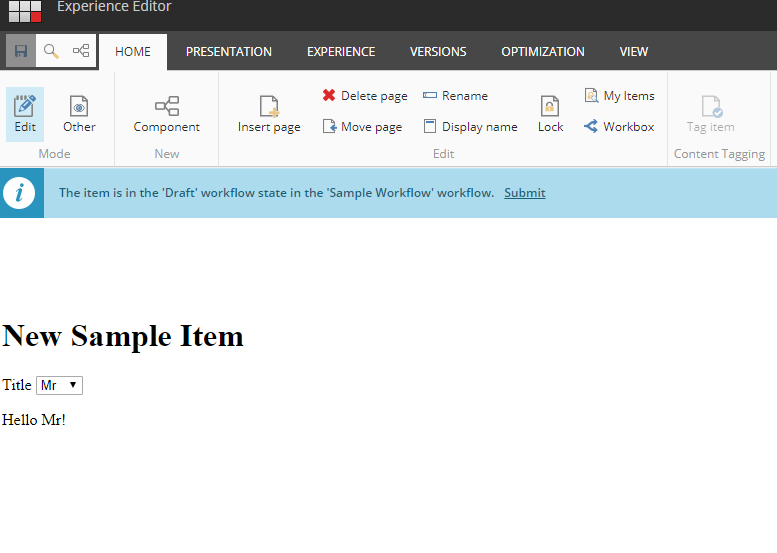 Experience Editor
HOME PRESENTATION EXPERIENCE VERSIONS OPTIMIZATION VIEW
Delete page Rename My Items
Edit Other Component Insert page Move page Display name Lock Workbox Tag item
Mode New Edit Content Tagging
The item is in the 'Draft' workflow state in the 'Sample Workflow' workflow. Submit
New Sample Item
Title Mr
Hello Mr!